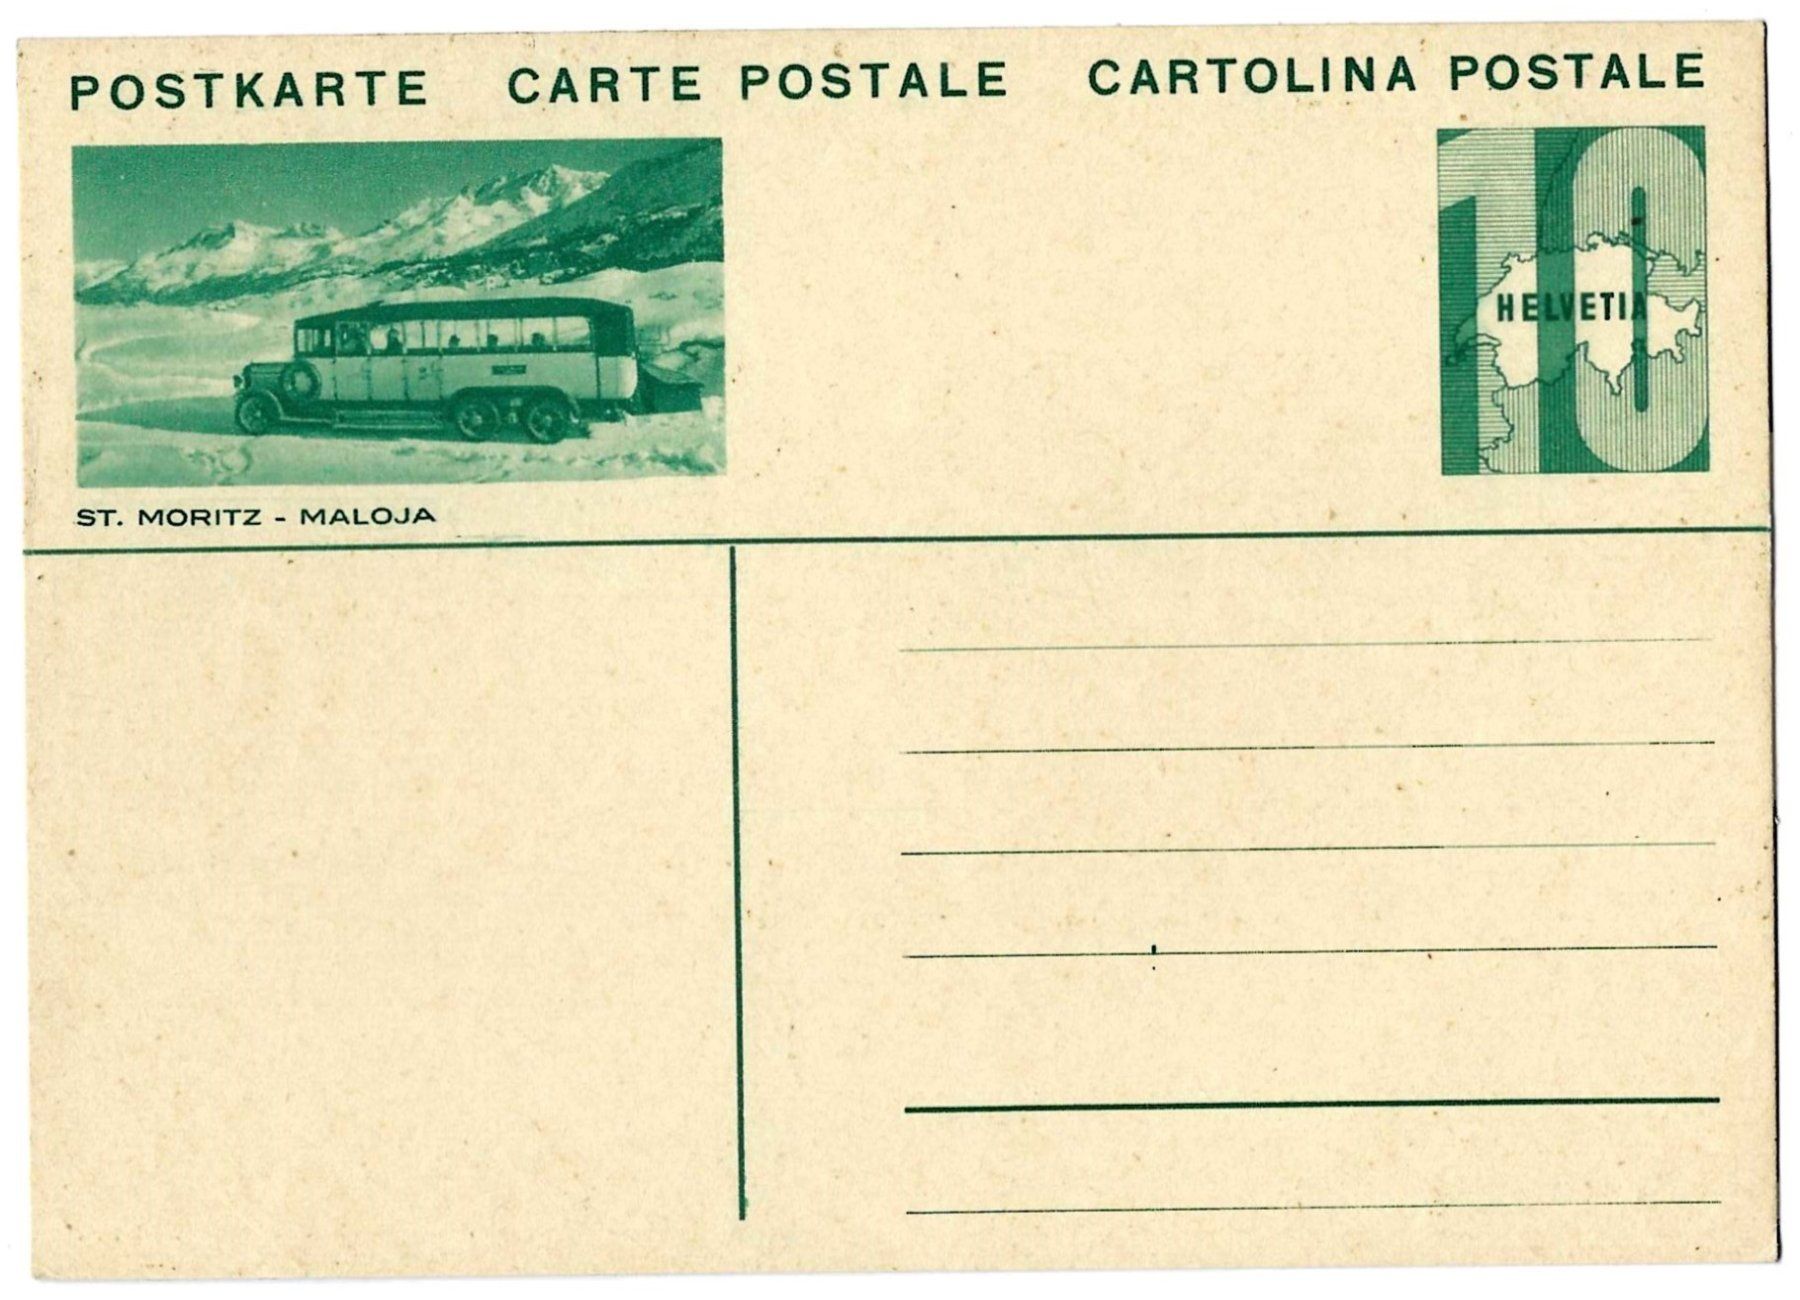 POSTKARTE CARTE POSTALE CARTOLINA POSTALE
10
HELVETIA
ST. MORITZ - MALOJA